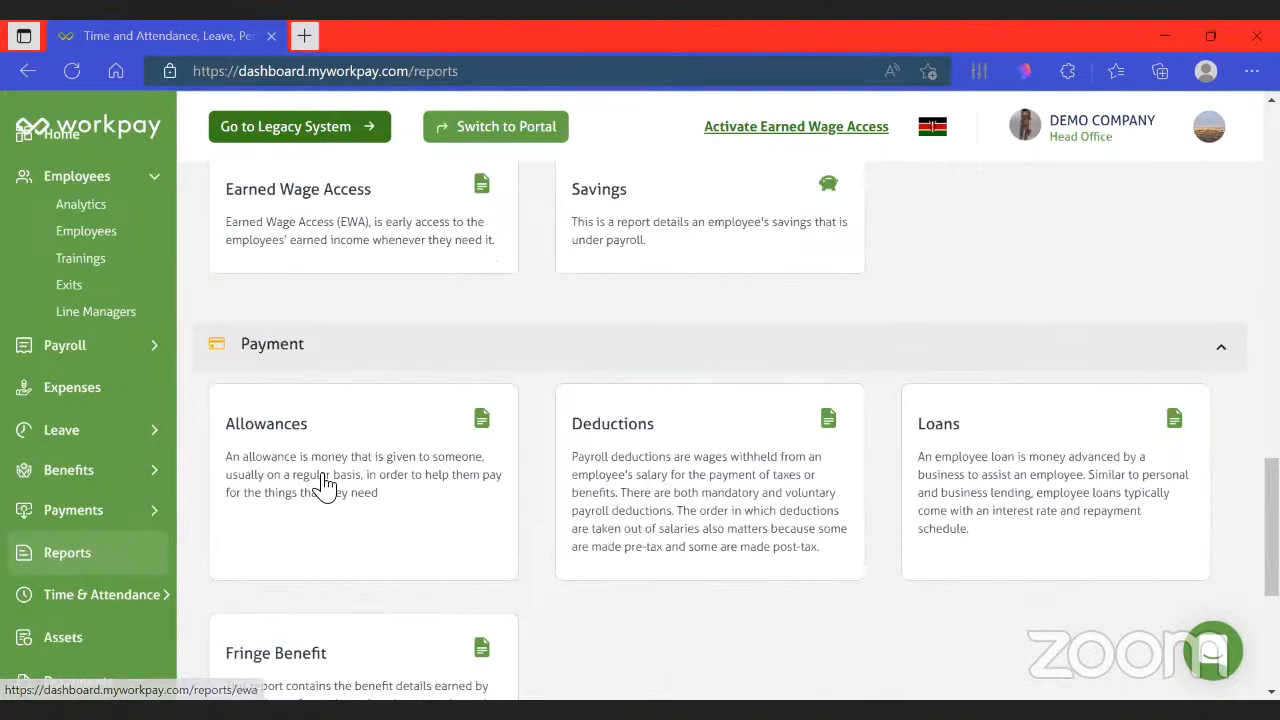 Time and Attendance, Leave, Pe
https://dashboard.myworkpay.com/reports
workpay
Home
Go to Legacy System
Switch to Portal
Activate Earned Wage Access
DEMO COMPANY
Head Office
Employees
Analytics
Employees
Trainings
Exits
Line Managers
Payroll
Expenses
Leave
Benefits
Payments
Reports
Time & Attendance
Assets
Earned Wage Access
Earned Wage Access (EWA), is early access to the
employees' earned income whenever they need it.
Savings
This is a report details an employee's savings that is
under payroll.
Payment
Allowances
An allowance is money that is given to someone,
usually on a regular basis, in order to help them pay
for the things they need
Deductions
Payroll deductions are wages withheld from an
employee's salary for the payment of taxes or
benefits. There are both mandatory and voluntary
payroll deductions. The order in which deductions
are taken out of salaries also matters because some
are made pre-tax and some are made post-tax.
Loans
An employee loan is money advanced by a
business to assist an employee. Similar to personal
and business lending, employee loans typically
come with an interest rate and repayment
schedule.
Fringe Benefit
report contains the benefit details earned by
https://dashboard.myworkpay.com/reports/ewa
zoom